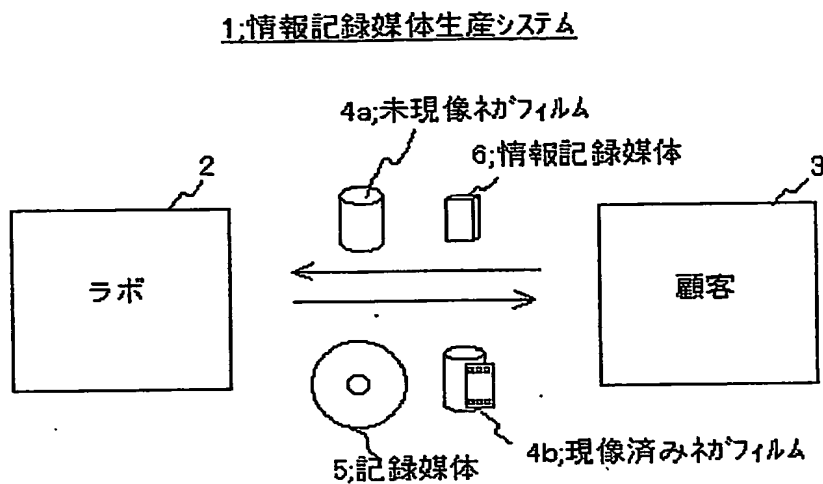 1;情報記録媒体生産システム
4a;未現像ネガフィルム
6;情報記録媒体
2
3
ラボ
顧客
5;記録媒体
4b;現像済みネガフィルム